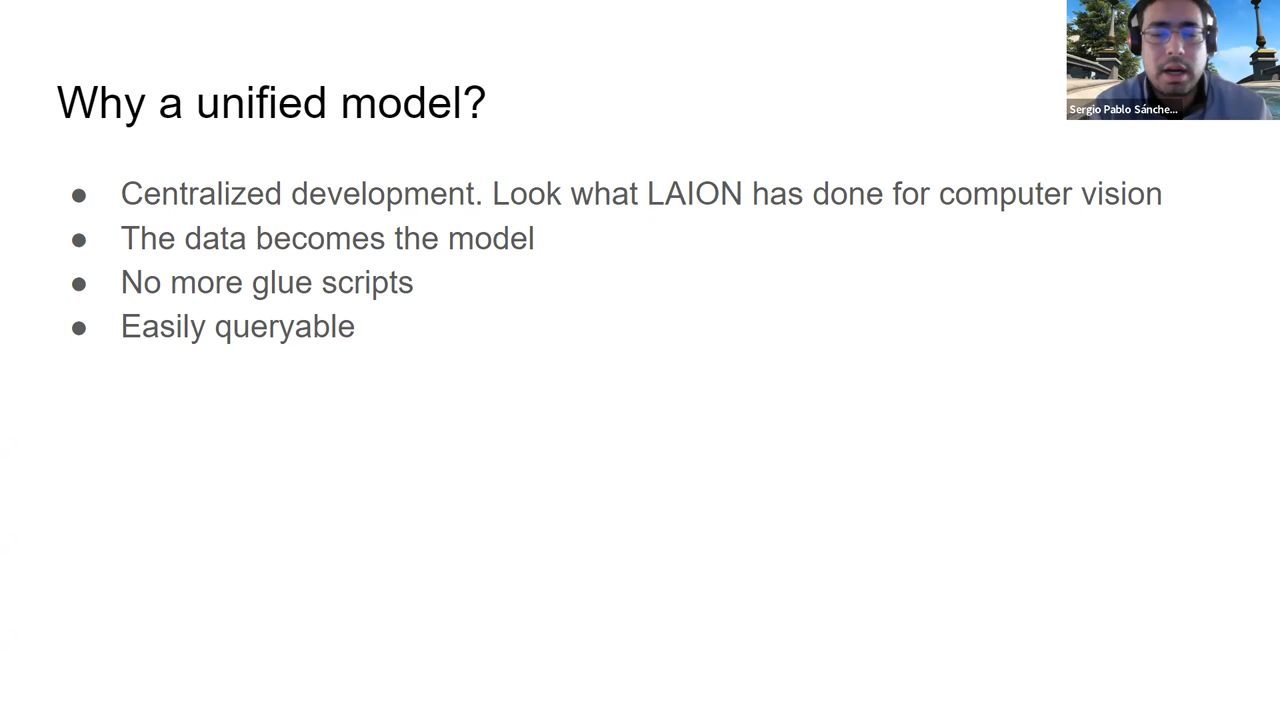 Why a unified model?
● Centralized development. Look what LAION has done for computer vision
● The data becomes the model
● No more glue scripts
● Easily queryable
Sergio Pablo Sánche...